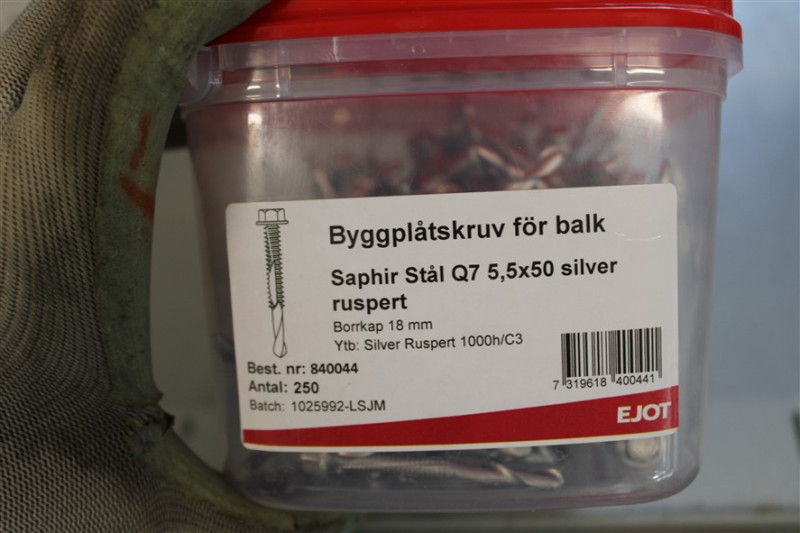 Byggplåtskruv för balk
Saphir Stål Q7 5,5x50 silver
ruspert
Borrkap 18 mm
Ytb: Silver Ruspert 1000h/C3
Best. nr: 840044
Antal: 250
Batch: 1025992-LSJM
7 319618 400441
EJOT